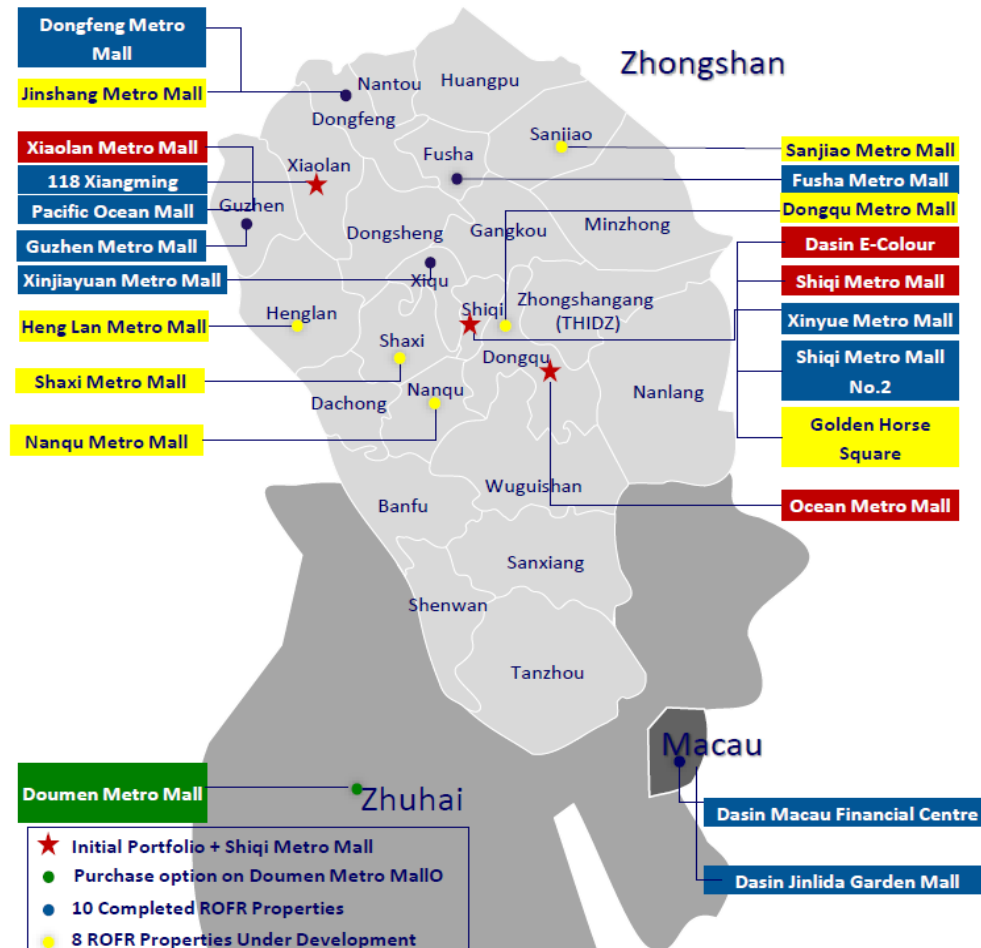 Dongfeng Metro
Mall
Jinshang Metro Mall
Xiaolan Metro Mall
118 Xiangming
Pacific Ocean Mall
Guzhen Metro Mall
Xinjiayuan Metro Mall
Heng Lan Metro Mall
Shaxi Metro Mall
Nanqu Metro Mall
Zhongshan
Huangpu
Nantou
Dongfeng
Sanjiao
Fusha
Xiaolan
Guzhen
Dongsheng
Gangkou
Minzhong
Xiqu
Henglan
Shiqi
Zhongshangang
(THIDZ)
Shaxi
Dongqu
Dachong
Nanqu
Nanlang
Banfu
Wuguishan
Sanxiang
Shenwan
Tanzhou
Macau
Zhuhai
Sanjiao Metro Mall
Fusha Metro Mall
Dongqu Metro Mall
Dasin E-Colour
Shiqi Metro Mall
Xinyue Metro Mall
Shiqi Metro Mall
No.2
Golden Horse
Square
Ocean Metro Mall
Dasin Macau Financial Centre
Dasin Jinlida Garden Mall
Doumen Metro Mall
Initial Portfolio + Shiqi Metro Mall
Purchase option on Doumen Metro MallO
10 Completed ROFR Properties
8 ROFR Properties Under Development